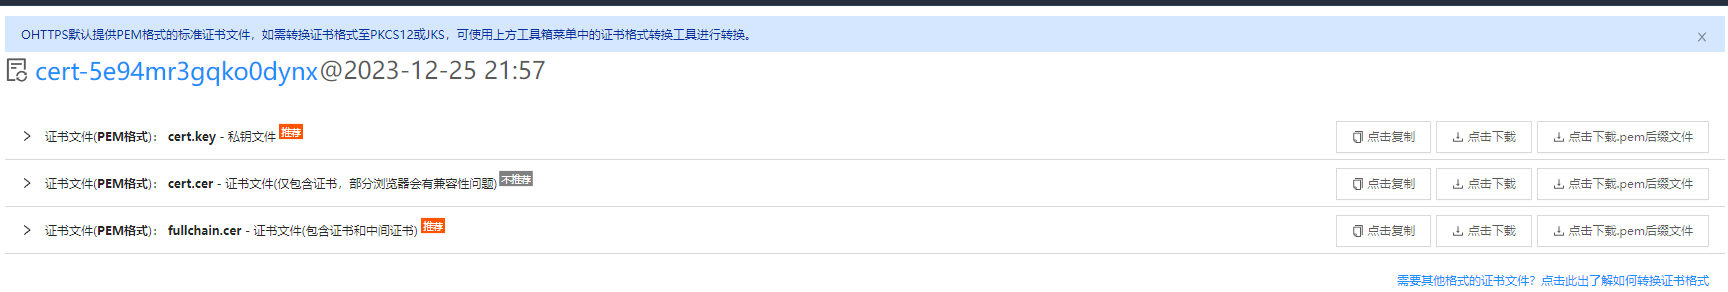 OHTTPS默认提供PEM格式的标准证书文件，如需转换证书格式至PKCS12或JKS，可使用上方工具箱菜单中的证书格式转换工具进行转换。
cert-5e94mr3gqko0dynx@2023-12-25 21:57
证书文件(PEM格式)： cert.key - 私钥文件 推荐 点击复制 点击下载 点击下载.pem后缀文件
证书文件(PEM格式)： cert.cer - 证书文件(仅包含证书，部分浏览器会有兼容性问题) 不推荐 点击复制 点击下载 点击下载.pem后缀文件
证书文件(PEM格式)： fullchain.cer - 证书文件(包含证书和中间证书) 推荐 点击复制 点击下载 点击下载.pem后缀文件
需要其他格式的证书文件？点击此出了解如何转换证书格式